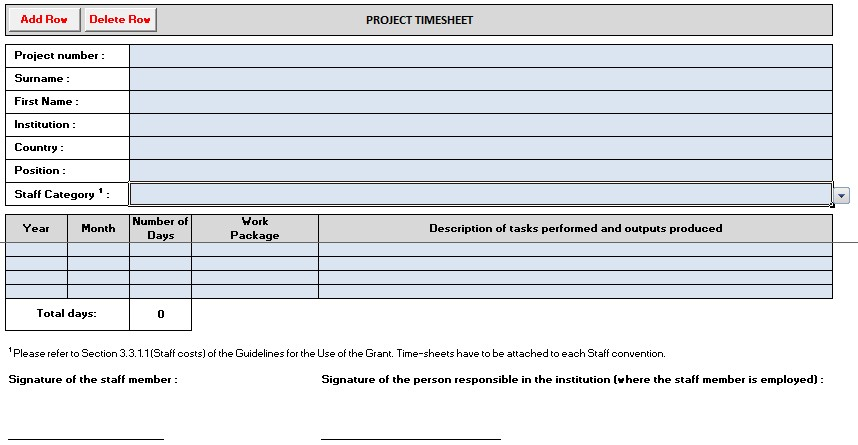 Add Row Delete Row PROJECT TIMESHEET
Project number :
Surname :
First Name :
Institution :
Country :
Position :
Staff Category ¹ :
Year Month Number of Days Work Package Description of tasks performed and outputs produced
Total days: 0
¹Please refer to Section 3.3.1.1(Staff costs) of the Guidelines for the Use of the Grant. Time-sheets have to be attached to each Staff convention.
Signature of the staff member : Signature of the person responsible in the institution (where the staff member is employed) :